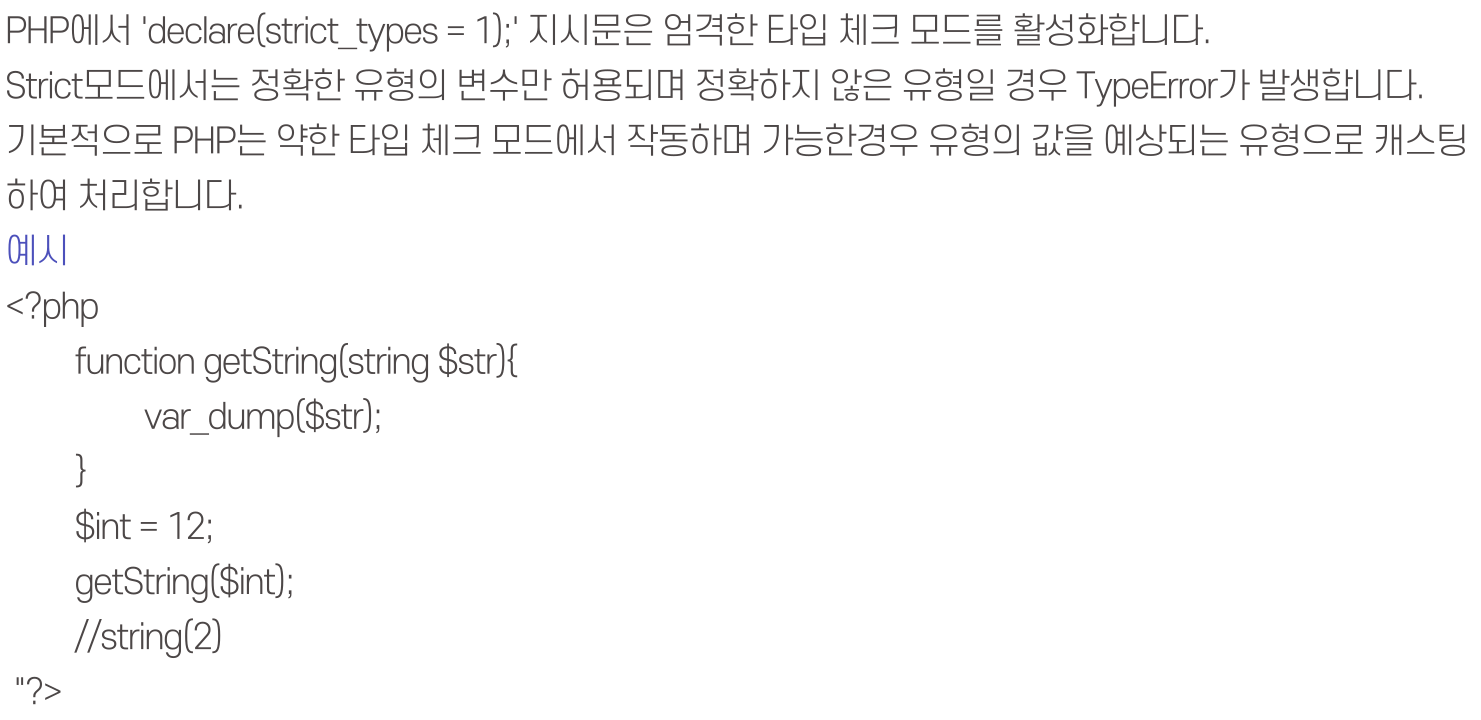 PHP에서 'declare(strict_types = 1);' 지시문은 엄격한 타입 체크 모드를 활성화합니다.
Strict모드에서는 정확한 유형의 변수만 허용되며 정확하지 않은 유형일 경우 TypeError가 발생합니다.
기본적으로 PHP는 약한 타입 체크 모드에서 작동하며 가능한경우 유형의 값을 예상되는 유형으로 캐스팅
하여 처리합니다.
예시
<?php
function getString(string $str){
var_dump($str);
}
$int = 12;
getString($int);
//string(2)
"?>